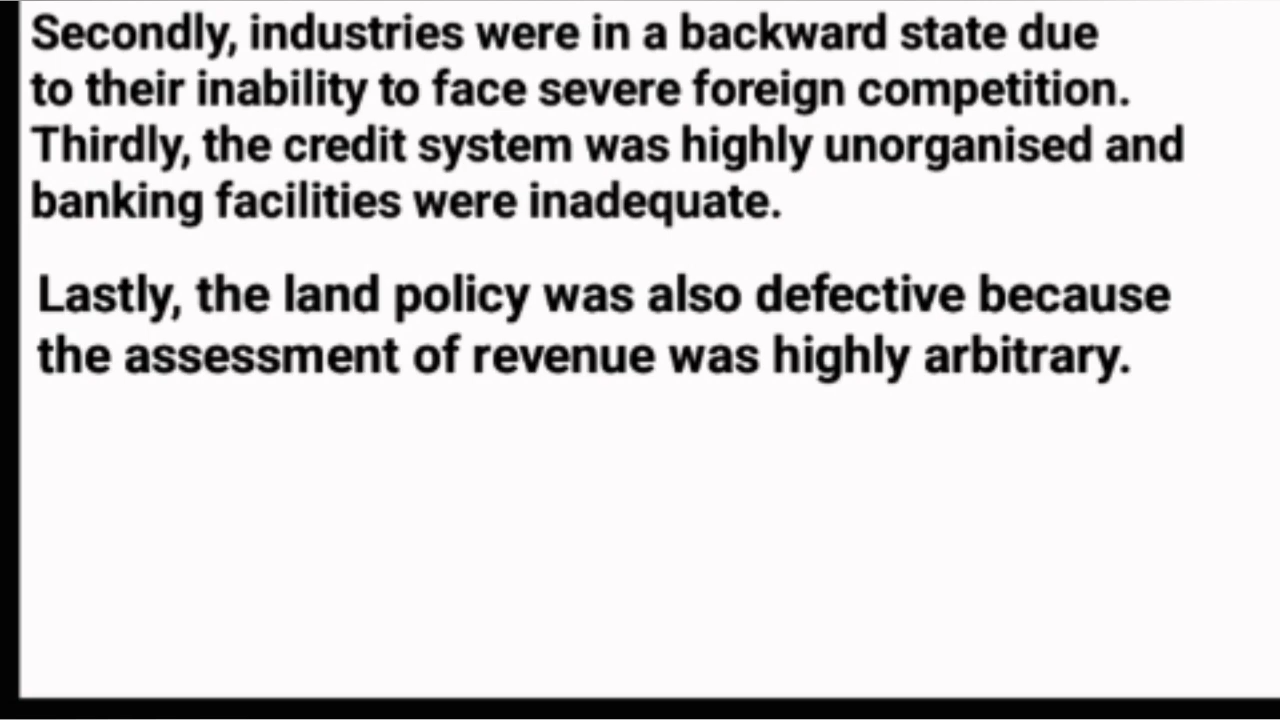 Secondly, industries were in a backward state due
to their inability to face severe foreign competition.
Thirdly, the credit system was highly unorganised and
banking facilities were inadequate.
Lastly, the land policy was also defective because
the assessment of revenue was highly arbitrary.